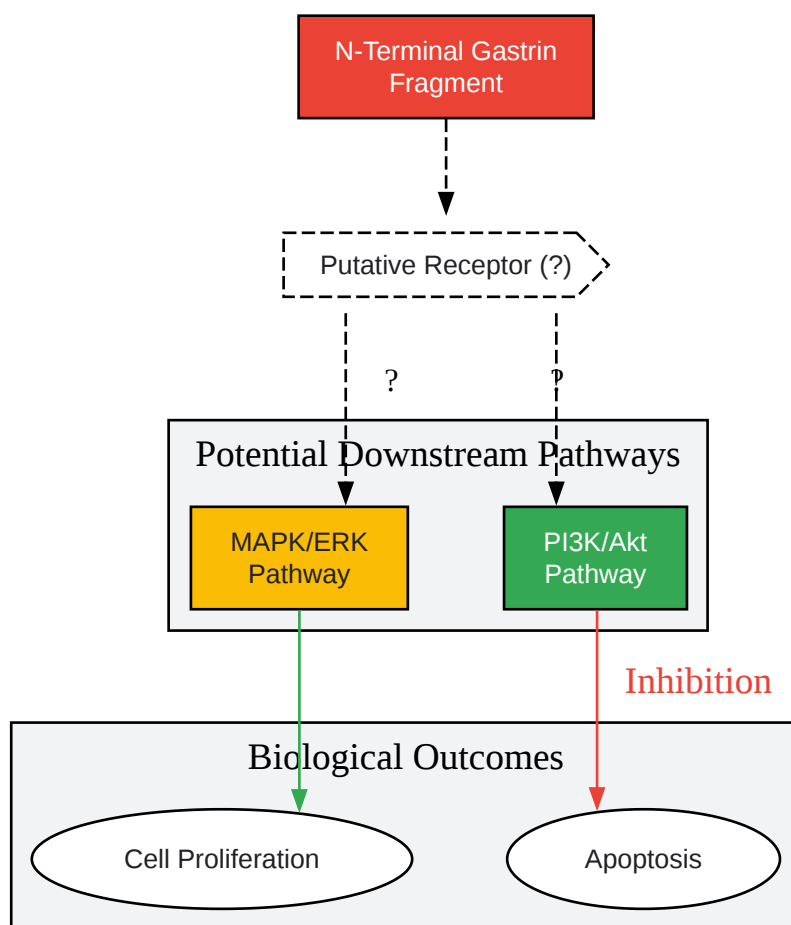 N-Terminal Gastrin
Fragment
Putative Receptor (?)
?
?
Potential Downstream Pathways
MAPK/ERK
Pathway
PI3K/Akt
Pathway
Inhibition
Biological Outcomes
Cell Proliferation
Apoptosis